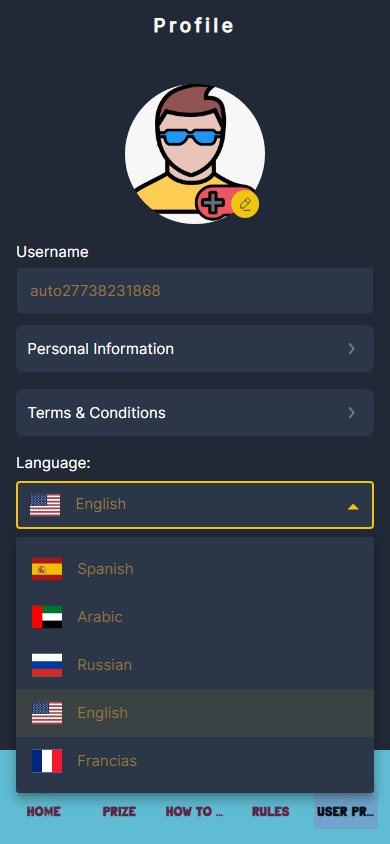 Profile
Username
auto27738231868
Personal Information
Terms & Conditions
Language:
English
Spanish
Arabic
Russian
English
Francias
HOME PRIZE HOW TO ... RULES USER PR...